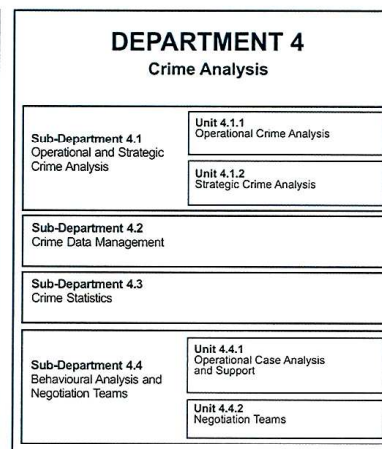 DEPARTMENT 4
Crime Analysis
Sub-Department 4.1
Operational and Strategic
Crime Analysis
Unit 4.1.1
Operational Crime Analysis
Unit 4.1.2
Strategic Crime Analysis
Sub-Department 4.2
Crime Data Management
Sub-Department 4.3
Crime Statistics
Sub-Department 4.4
Behavioural Analysis and
Negotiation Teams
Unit 4.4.1
Operational Case Analysis
and Support
Unit 4.4.2
Negotiation Teams